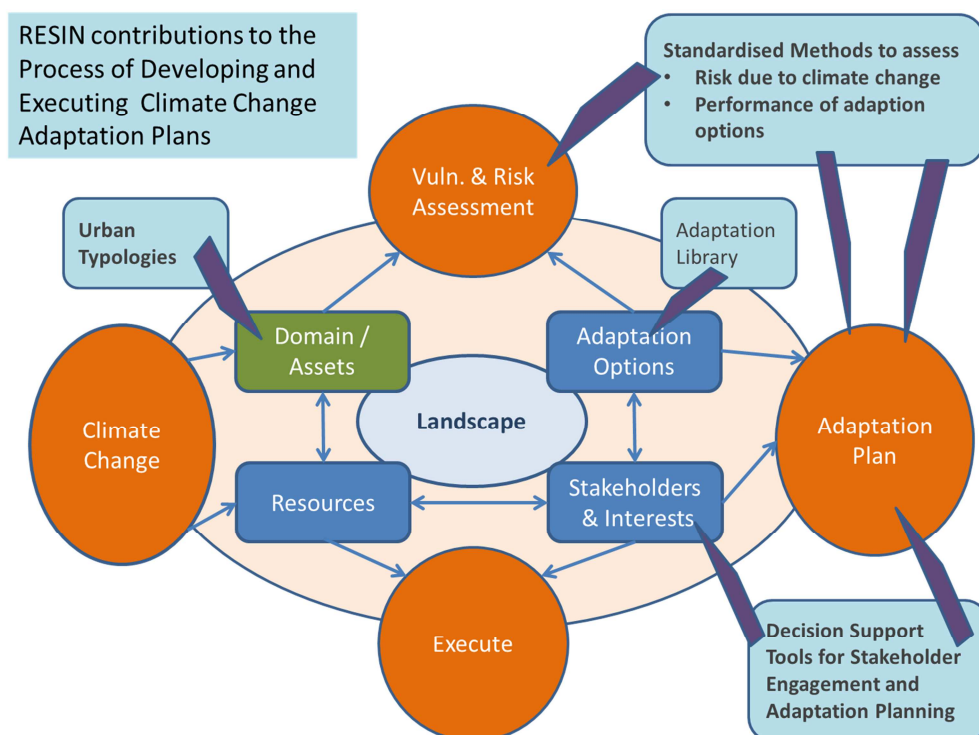 RESIN contributions to the
Process of Developing and
Executing Climate Change
Adaptation Plans
Standardised Methods to assess
• Risk due to climate change
• Performance of adaption
options
Vuln. & Risk
Assessment
Urban
Typologies
Adaptation
Library
Domain /
Assets
Adaptation
Options
Landscape
Climate
Change
Adaptation
Plan
Resources
Stakeholders
& Interests
Execute
Decision Support
Tools for Stakeholder
Engagement and
Adaptation Planning